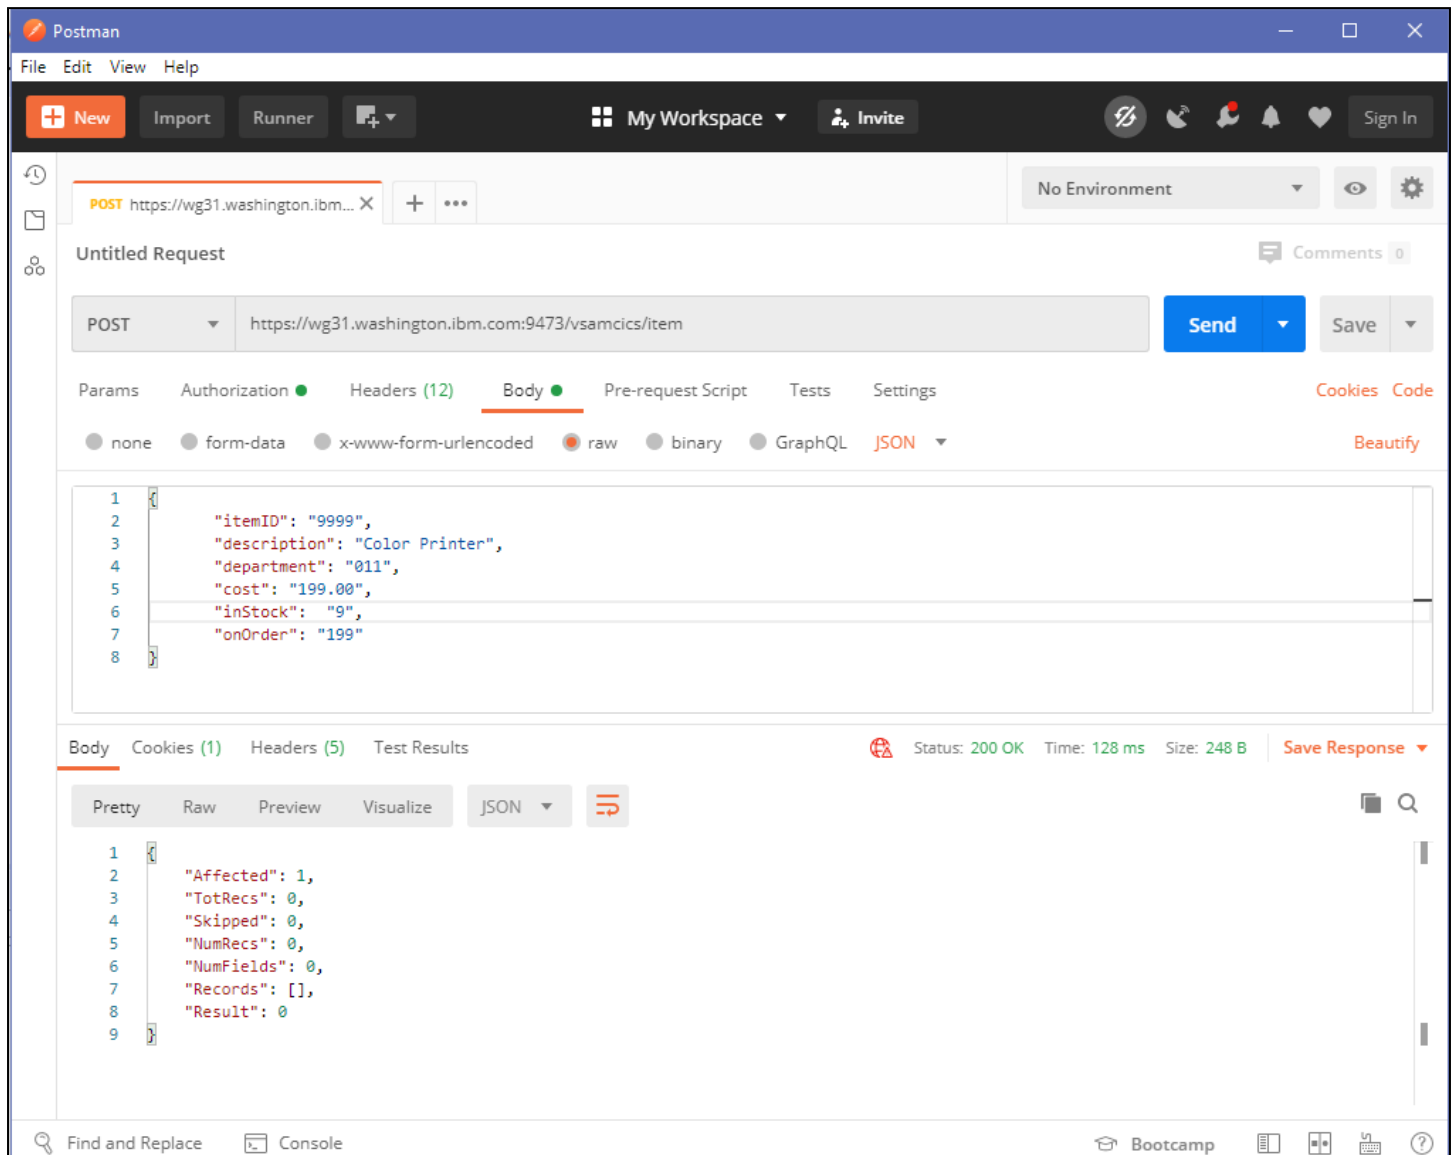 Postman
File Edit View Help
New Import Runner My Workspace Invite Sign In
POST https://wg31.washington.ibm... No Environment
Untitled Request Comments 0
POST https://wg31.washington.ibm.com:9473/vsamcics/item Send Save
Params Authorization Headers (12) Body Pre-request Script Tests Settings Cookies Code
none form-data x-www-form-urlencoded raw binary GraphQL JSON Beautify
1 {
2 "itemID": "9999",
3 "description": "Color Printer",
4 "department": "011",
5 "cost": "199.00",
6 "inStock":  "9",
7 "onOrder": "199"
8 }
Body Cookies (1) Headers (5) Test Results Status: 200 OK Time: 128 ms Size: 248 B Save Response
Pretty Raw Preview Visualize JSON
1 {
2 "Affected": 1,
3 "TotRecs": 0,
4 "Skipped": 0,
5 "NumRecs": 0,
6 "NumFields": 0,
7 "Records": [],
8 "Result": 0
9 }
Find and Replace Console Bootcamp